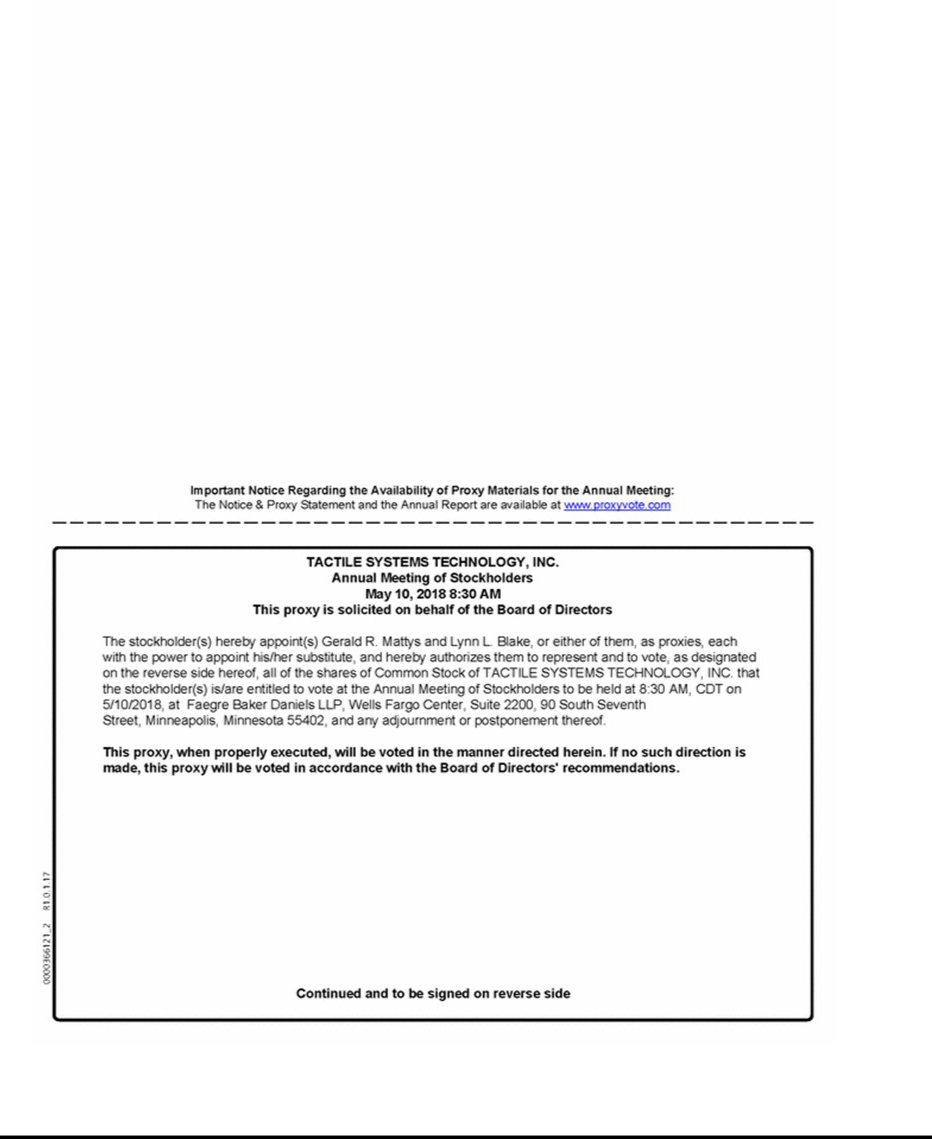 Important Notice Regarding the Availability of Proxy Materials for the Annual Meeting:
The Notice & Proxy Statement and the Annual Report are available at www.proxyvote.com
TACTILE SYSTEMS TECHNOLOGY, INC.
Annual Meeting of Stockholders
May 10, 2018 8:30 AM
This proxy is solicited on behalf of the Board of Directors
The stockholder(s) hereby appoint(s) Gerald R. Mattys and Lynn L. Blake, or either of them, as proxies, each
with the power to appoint his/her substitute, and hereby authorizes them to represent and to vote, as designated
on the reverse side hereof, all of the shares of Common Stock of TACTILE SYSTEMS TECHNOLOGY, INC. that
the stockholder(s) is/are entitled to vote at the Annual Meeting of Stockholders to be held at 8:30 AM, CDT on
5/10/2018, at Faegre Baker Daniels LLP, Wells Fargo Center, Suite 2200, 90 South Seventh
Street, Minneapolis, Minnesota 55402, and any adjournment or postponement thereof.
This proxy, when properly executed, will be voted in the manner directed herein. If no such direction is
made, this proxy will be voted in accordance with the Board of Directors' recommendations.
0000366121_2 R1.0.1.17
Continued and to be signed on reverse side